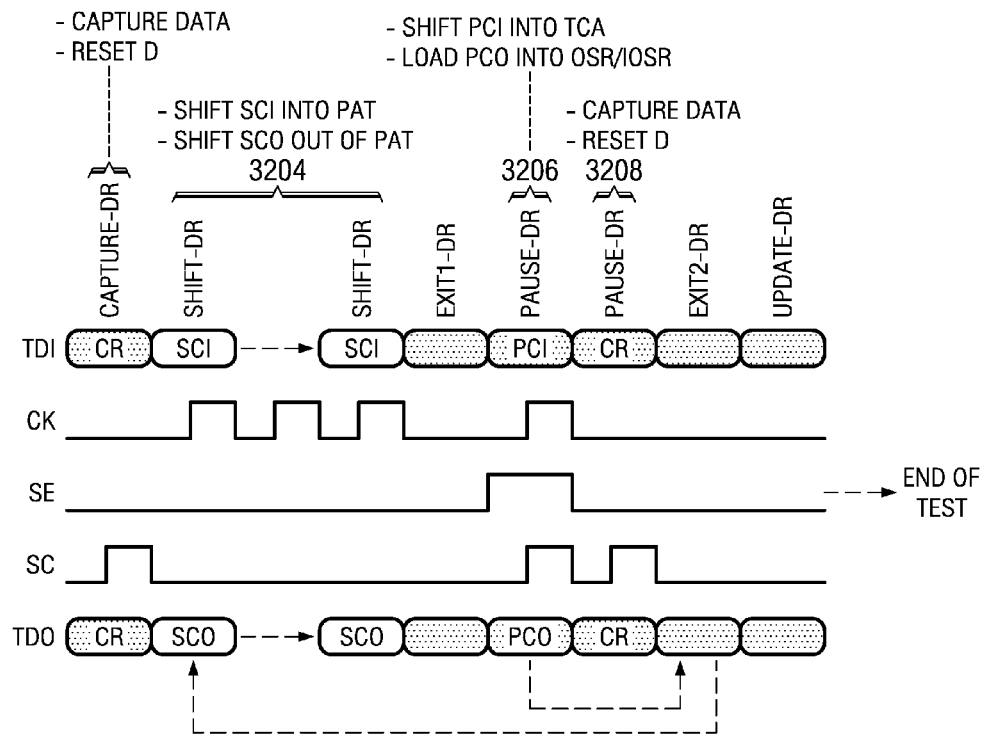 - CAPTURE DATA
- RESET D
- SHIFT PCI INTO TCA
- LOAD PCO INTO OSR/IOSR
- SHIFT SCI INTO PAT
- SHIFT SCO OUT OF PAT
- CAPTURE DATA
- RESET D
3204
3206
3208
CAPTURE-DR
SHIFT-DR
SHIFT-DR
EXIT1-DR
PAUSE-DR
PAUSE-DR
EXIT2-DR
UPDATE-DR
TDI CR SCI SCI PCI CR
CK
SE
END OF
TEST
SC
TDO CR SCO SCO PCO CR